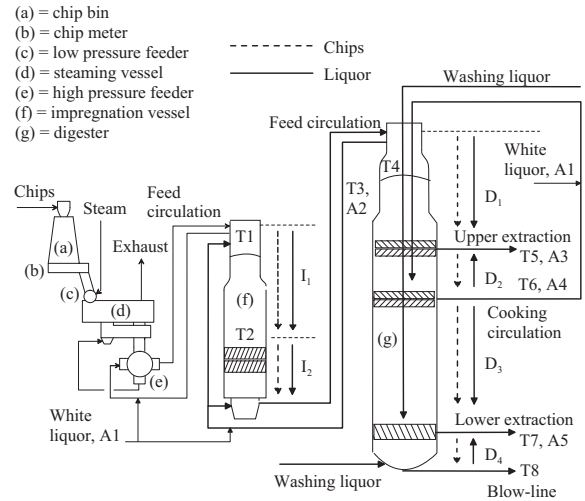 (a) = chip bin
(b) = chip meter
(c) = low pressure feeder
(d) = steaming vessel
(e) = high pressure feeder
(f) = impregnation vessel
(g) = digester
Chips
Liquor
Washing liquor
Feed circulation
White
liquor, A1
T4
T3,
A2
D1
Chips
Steam
Feed
circulation
Exhaust
(a)
(b)
(c)
(d)
(e)
T1
(f)
I1
T2
I2
Upper extraction
T5, A3
D2
T6, A4
Cooking
circulation
(g)
D3
White
liquor, A1
Lower extraction
T7, A5
D4
Washing liquor
T8
Blow-line